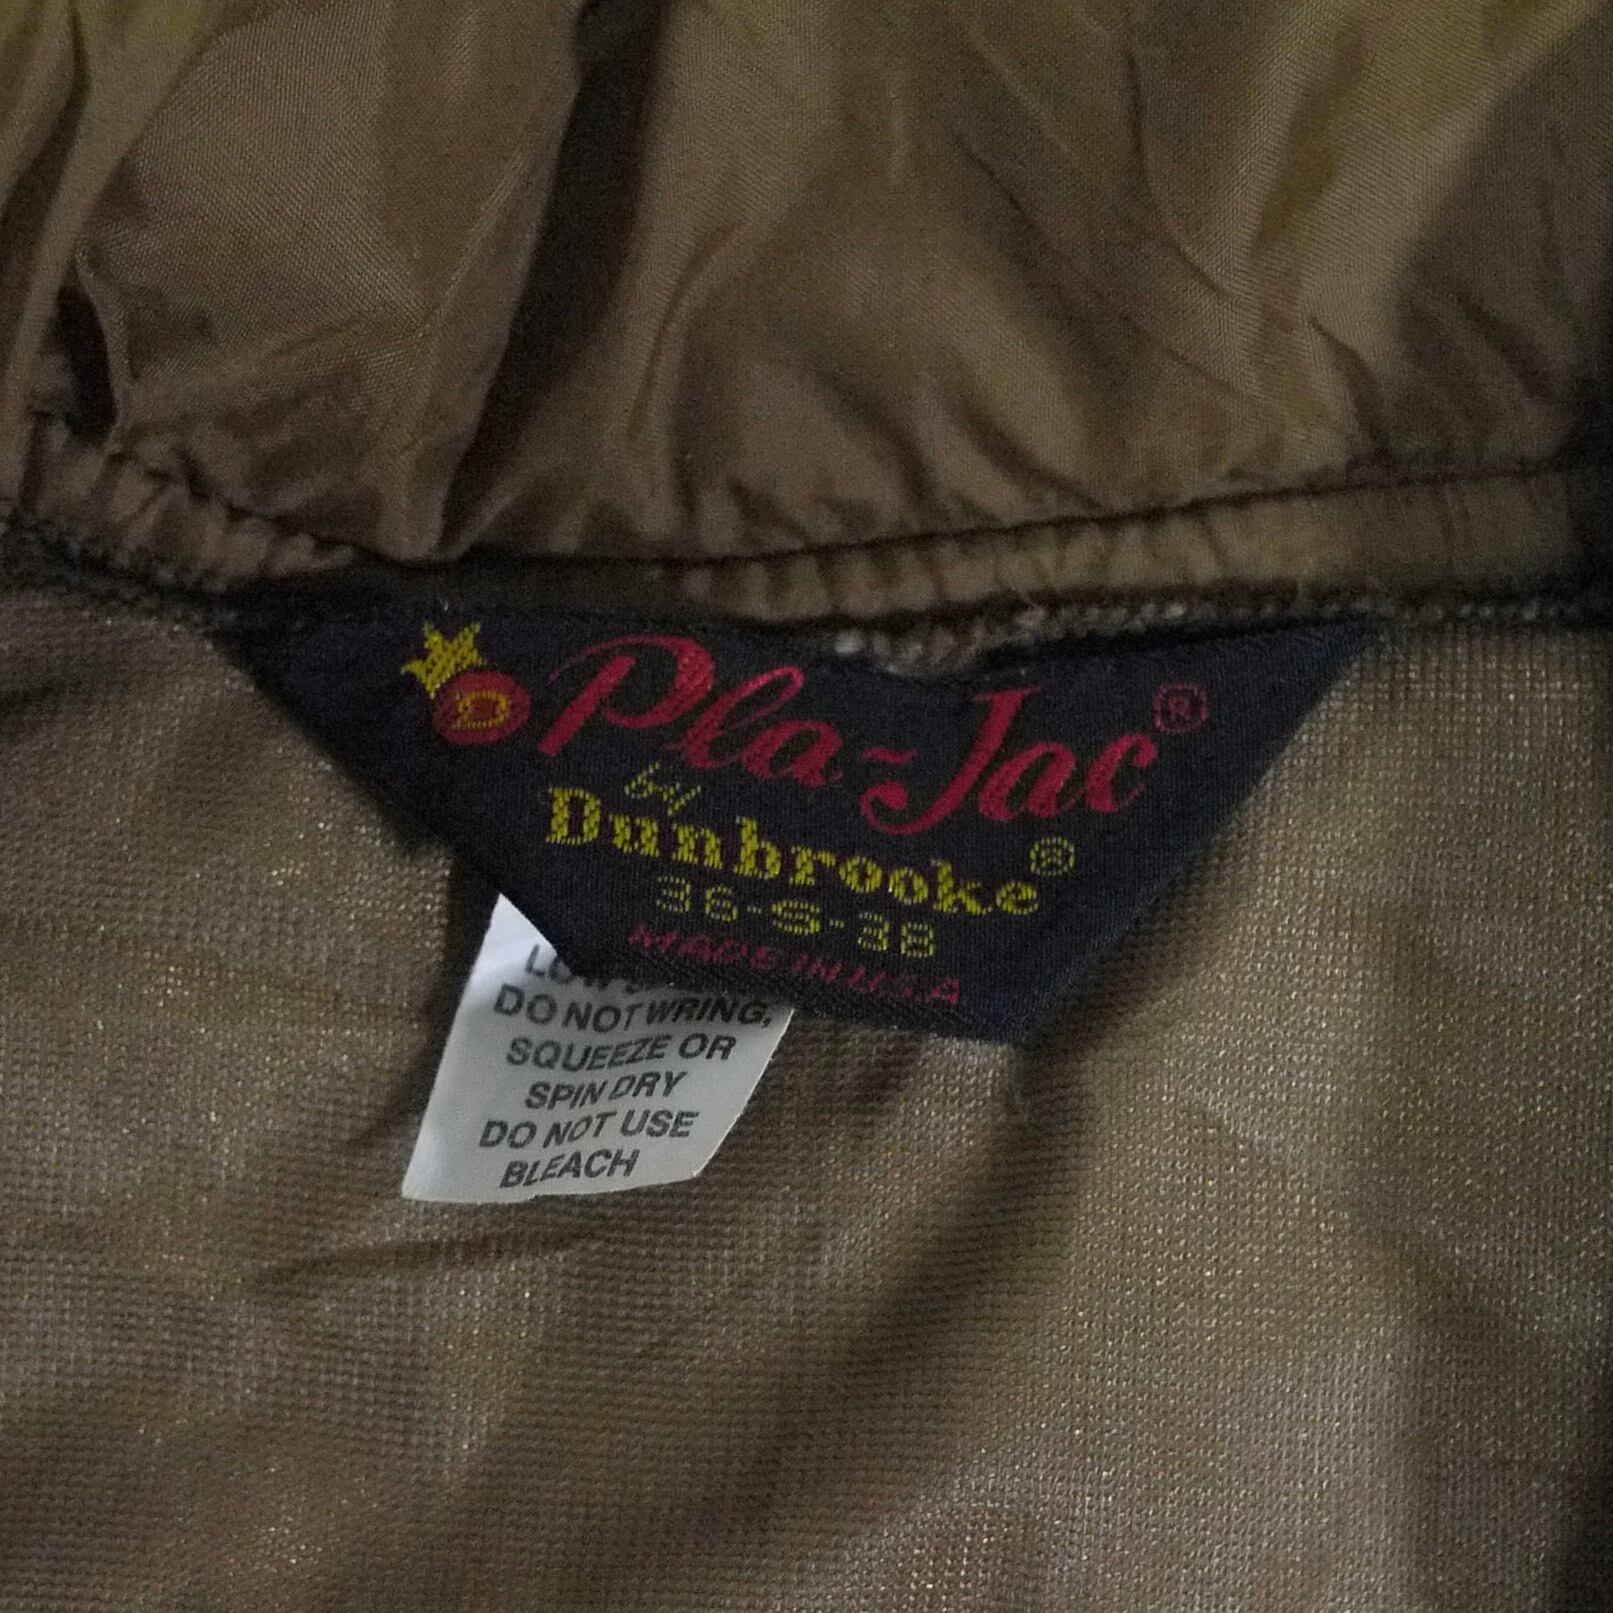 Pla-Jac®
by
Dunbrooke®
36-S-38
MADE IN U.S.A
DO NOT WRING,
SQUEEZE OR
SPIN DRY
DO NOT USE
BLEACH